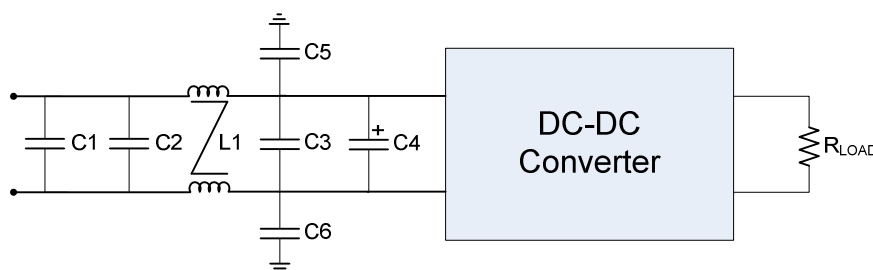 C5
C1
C2
L1
C3
+
C4
DC-DC
Converter
RLOAD
C6